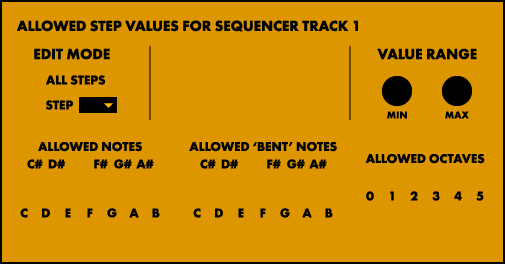 ALLOWED STEP VALUES FOR SEQUENCER TRACK 1
EDIT MODE
VALUE RANGE
ALL STEPS
STEP
MIN MAX
ALLOWED NOTES
ALLOWED 'BENT' NOTES
ALLOWED OCTAVES
C# D# F# G# A#
C# D# F# G# A#
0 1 2 3 4 5
C D E F G A B
C D E F G A B